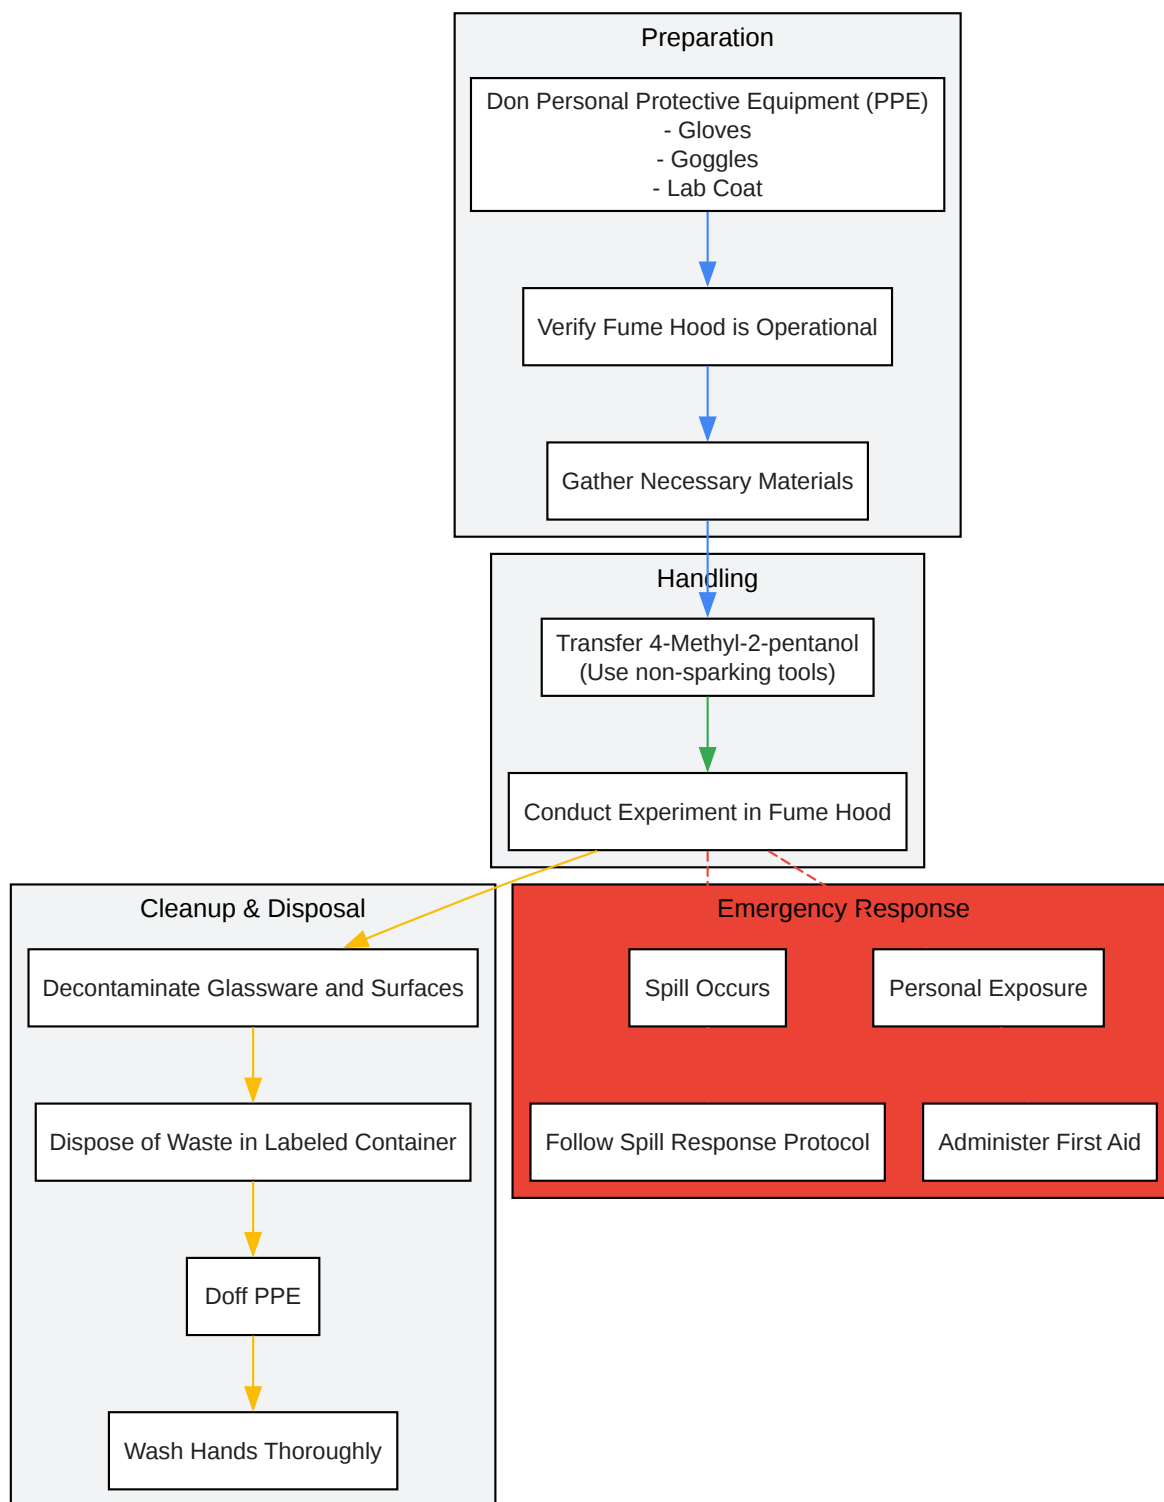 Preparation
Don Personal Protective Equipment (PPE)
- Gloves
- Goggles
- Lab Coat
Verify Fume Hood is Operational
Gather Necessary Materials
Handling
Transfer 4-Methyl-2-pentanol
(Use non-sparking tools)
Conduct Experiment in Fume Hood
Cleanup & Disposal
Decontaminate Glassware and Surfaces
Dispose of Waste in Labeled Container
Doff PPE
Wash Hands Thoroughly
Emergency Response
Spill Occurs
Personal Exposure
Follow Spill Response Protocol
Administer First Aid